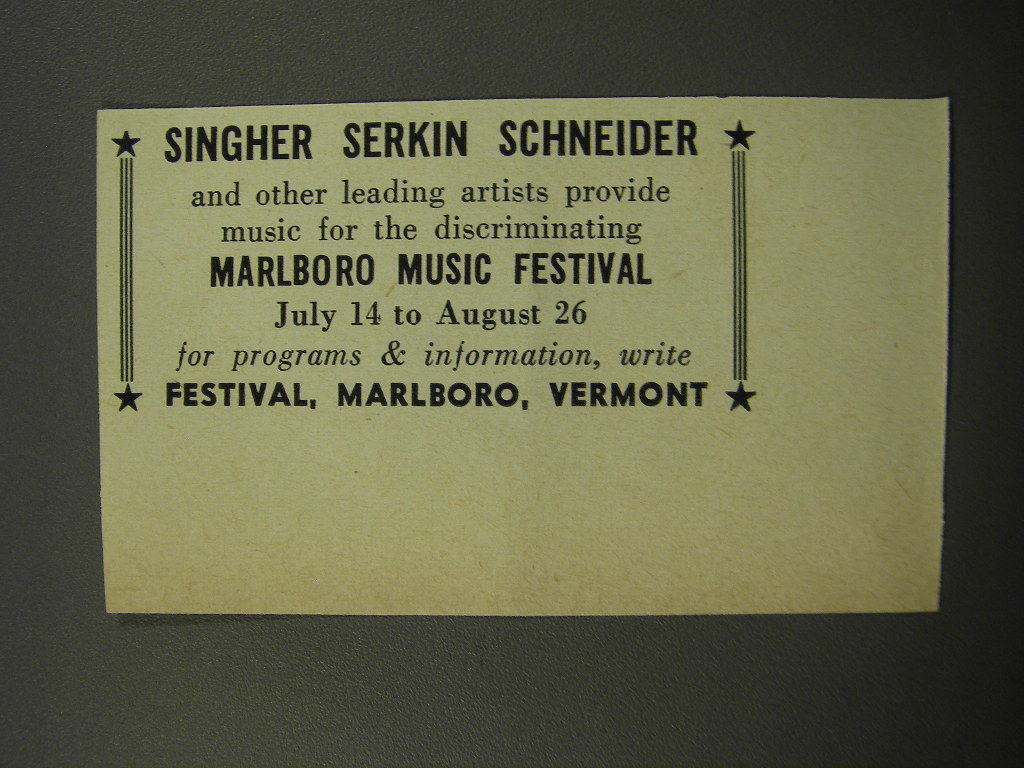 SINGHER SERKIN SCHNEIDER
and other leading artists provide
music for the discriminating
MARLBORO MUSIC FESTIVAL
July 14 to August 26
for programs & information, write
FESTIVAL, MARLBORO, VERMONT